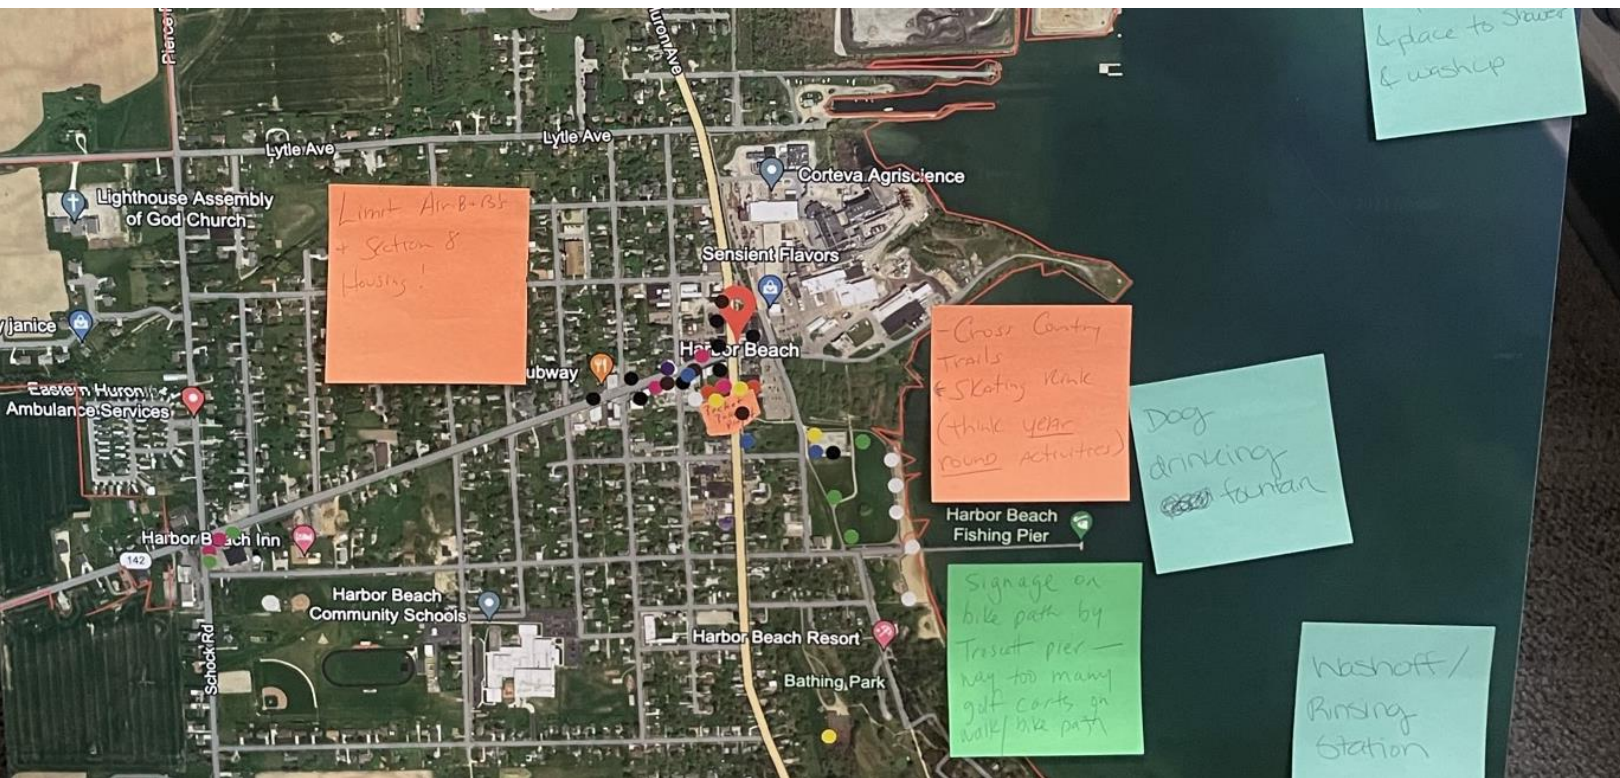 Pierce
Huron Ave
& place to shower
& washup
Lytle Ave
Lytle Ave
Corteva Agriscience
Lighthouse Assembly
of God Church
Limit Air B+B's
+ Section 8
Housing!
Sensient Flavors
janice
Harbor Beach
ubway
Eastern Huron
Ambulance Services
- Cross Country
Trails
& Skating Rink
(think year
round activities)
Dog
drinking
fountain
Harbor Beach
Fishing Pier
Harbor Beach Inn
142
Harbor Beach
Community Schools
Schock Rd
Signage on
bike path by
Trescott pier —
way too many
golf carts on
walk/bike path
Harbor Beach Resort
Bathing Park
Washoff/
Rinsing
Station